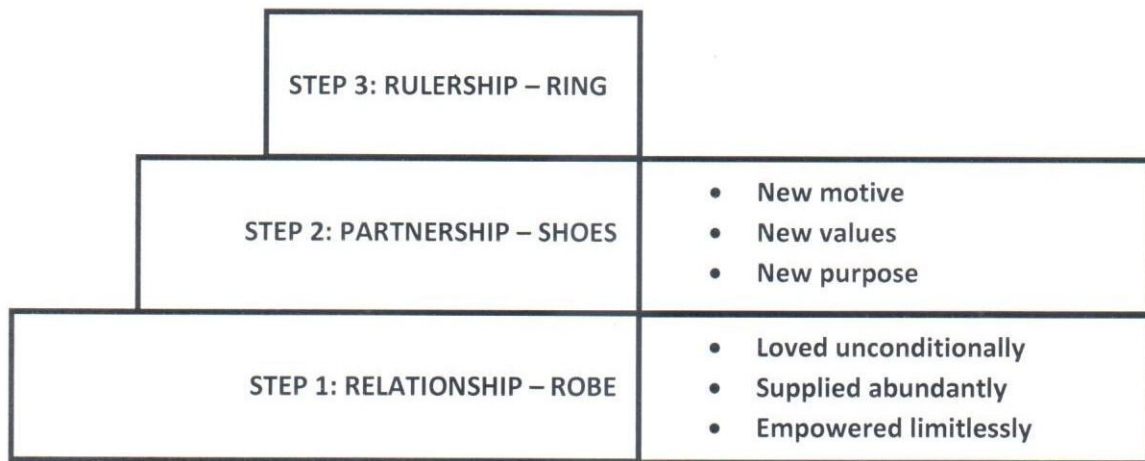 STEP 3: RULERSHIP – RING
STEP 2: PARTNERSHIP – SHOES
• New motive
• New values
• New purpose
STEP 1: RELATIONSHIP – ROBE
• Loved unconditionally
• Supplied abundantly
• Empowered limitlessly